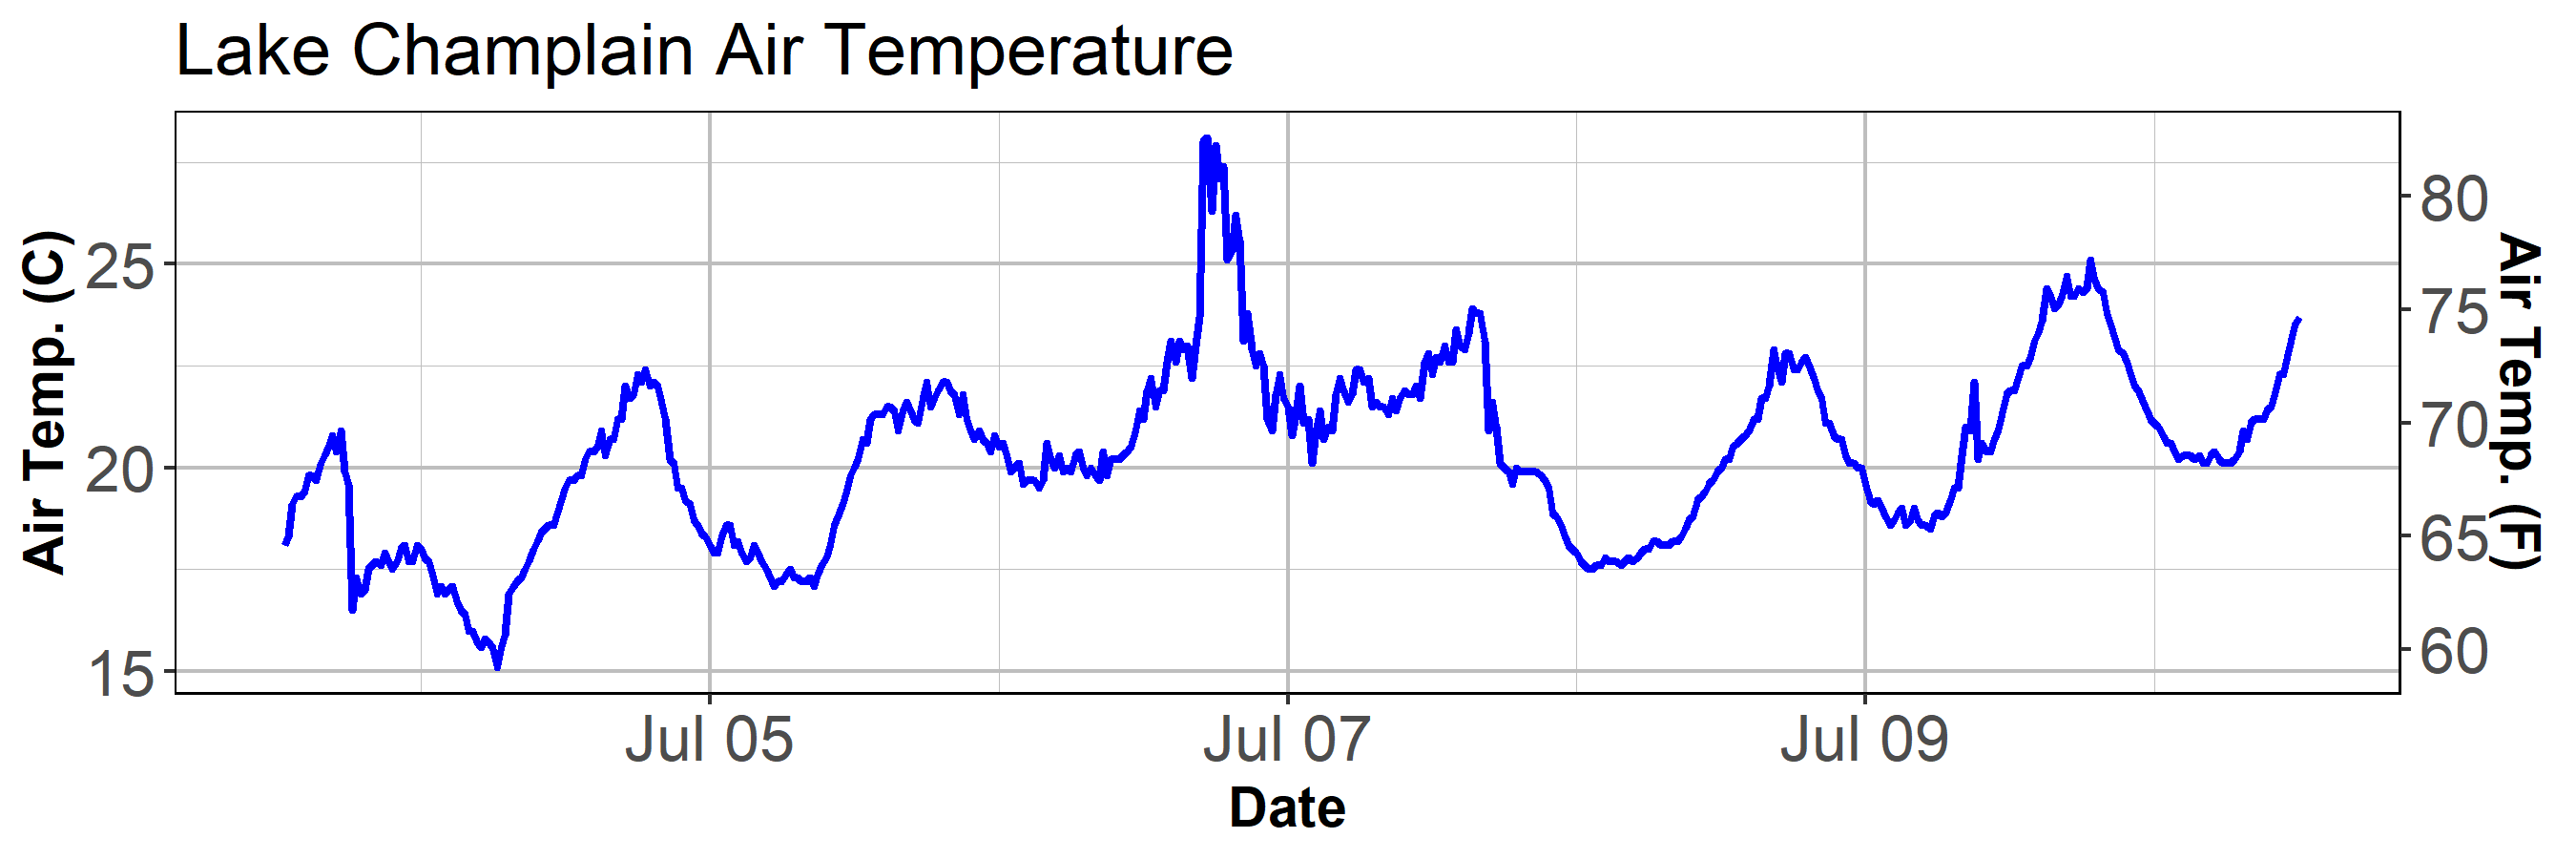 Lake Champlain Air Temperature
Air Temp. (C)
25
20
15
80
75
70
65
60
Air Temp. (F)
Jul 05 Jul 07 Jul 09
Date